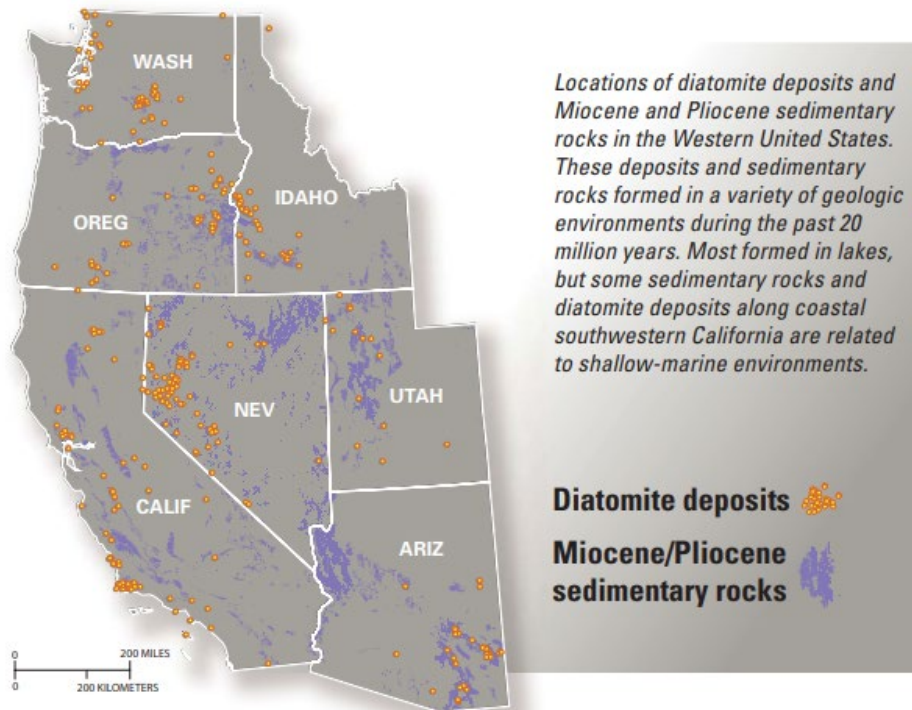 WASH
OREG
IDAHO
NEV
UTAH
CALIF
ARIZ
0 200 MILES
0 200 KILOMETERS
Locations of diatomite deposits and
Miocene and Pliocene sedimentary
rocks in the Western United States.
These deposits and sedimentary
rocks formed in a variety of geologic
environments during the past 20
million years. Most formed in lakes,
but some sedimentary rocks and
diatomite deposits along coastal
southwestern California are related
to shallow-marine environments.
Diatomite deposits
Miocene/Pliocene
sedimentary rocks